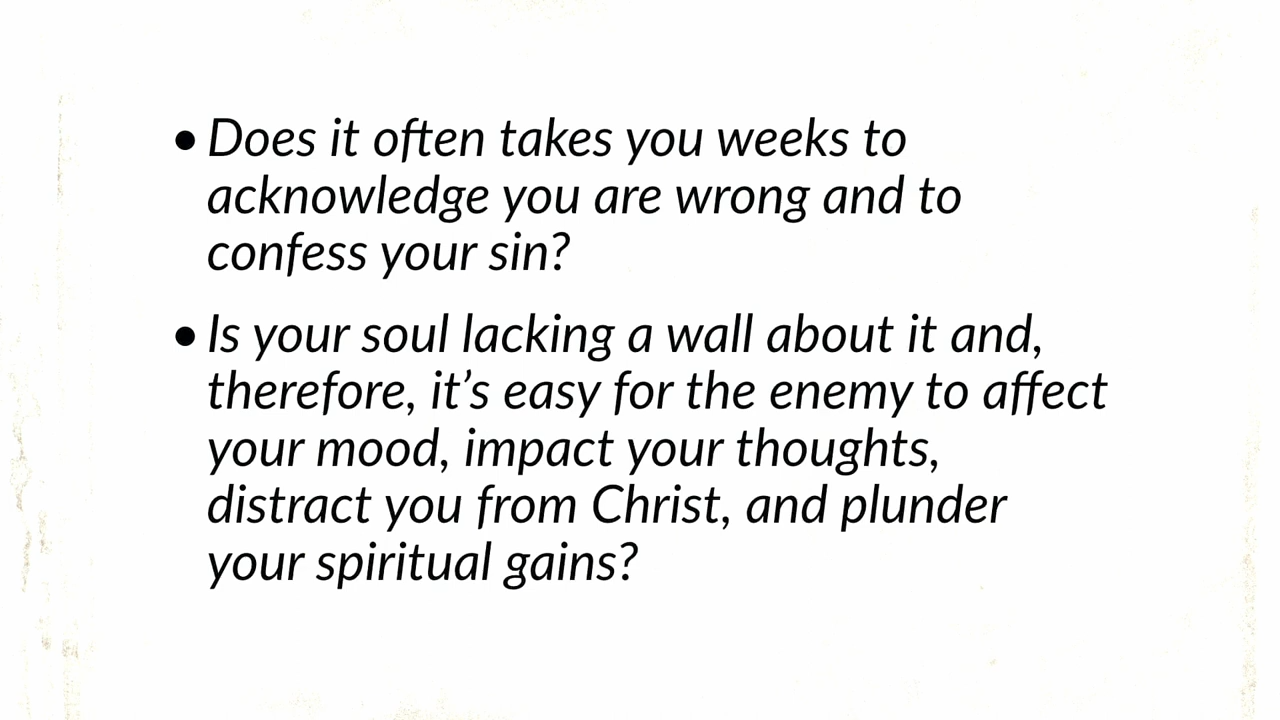 • Does it often takes you weeks to
acknowledge you are wrong and to
confess your sin?
• Is your soul lacking a wall about it and,
therefore, it’s easy for the enemy to affect
your mood, impact your thoughts,
distract you from Christ, and plunder
your spiritual gains?